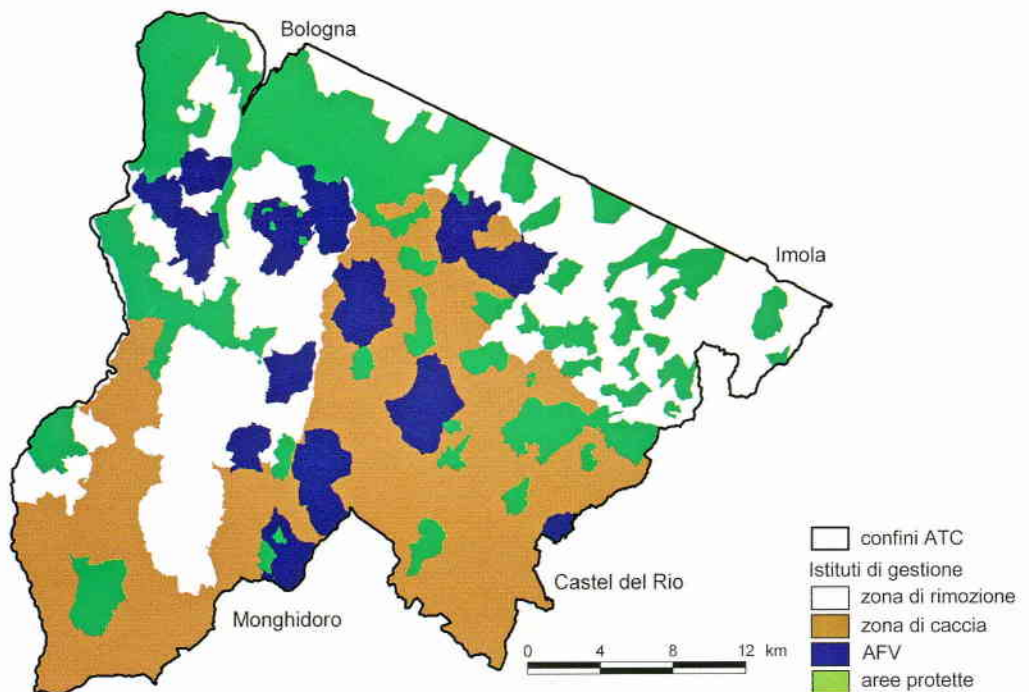 Bologna
Imola
Castel del Rio
Monghidoro
0 4 8 12 km
confini ATC
Istituti di gestione
zona di rimozione
zona di caccia
AFV
aree protette